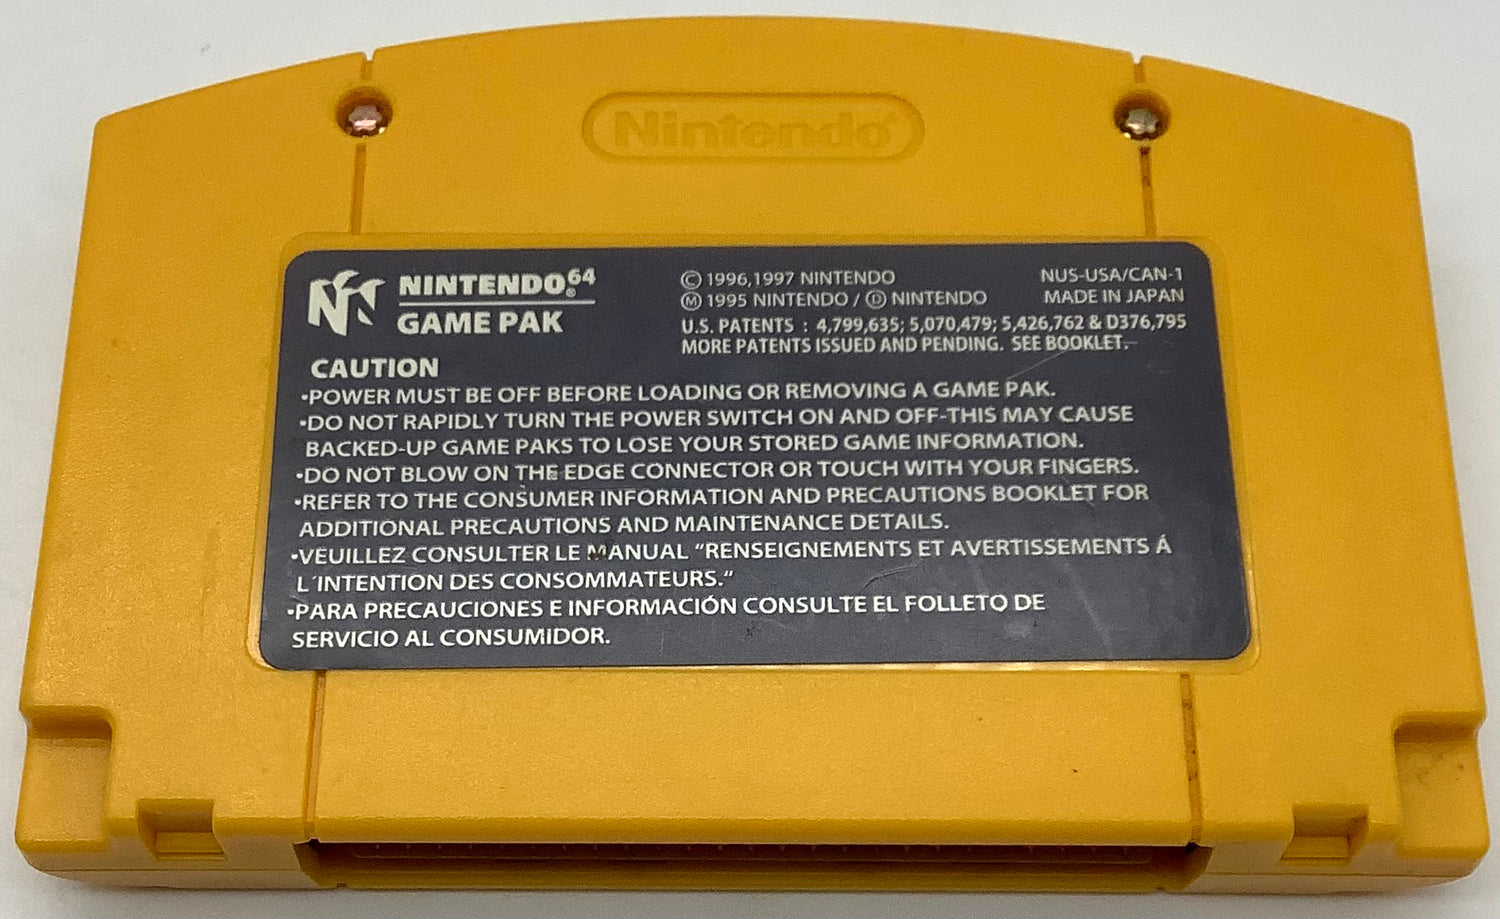 Nintendo®
NINTENDO⁶⁴®
GAME PAK
© 1996,1997 NINTENDO
Ⓜ 1995 NINTENDO / Ⓓ NINTENDO
NUS-USA/CAN-1
MADE IN JAPAN
U.S. PATENTS : 4,799,635; 5,070,479; 5,426,762 & D376,795
MORE PATENTS ISSUED AND PENDING. SEE BOOKLET.
CAUTION
•POWER MUST BE OFF BEFORE LOADING OR REMOVING A GAME PAK.
•DO NOT RAPIDLY TURN THE POWER SWITCH ON AND OFF-THIS MAY CAUSE
BACKED-UP GAME PAKS TO LOSE YOUR STORED GAME INFORMATION.
•DO NOT BLOW ON THE EDGE CONNECTOR OR TOUCH WITH YOUR FINGERS.
•REFER TO THE CONSUMER INFORMATION AND PRECAUTIONS BOOKLET FOR
ADDITIONAL PRECAUTIONS AND MAINTENANCE DETAILS.
•VEUILLEZ CONSULTER LE MANUAL "RENSEIGNEMENTS ET AVERTISSEMENTS Á
L´INTENTION DES CONSOMMATEURS."
•PARA PRECAUCIONES E INFORMACIÓN CONSULTE EL FOLLETO DE
SERVICIO AL CONSUMIDOR.